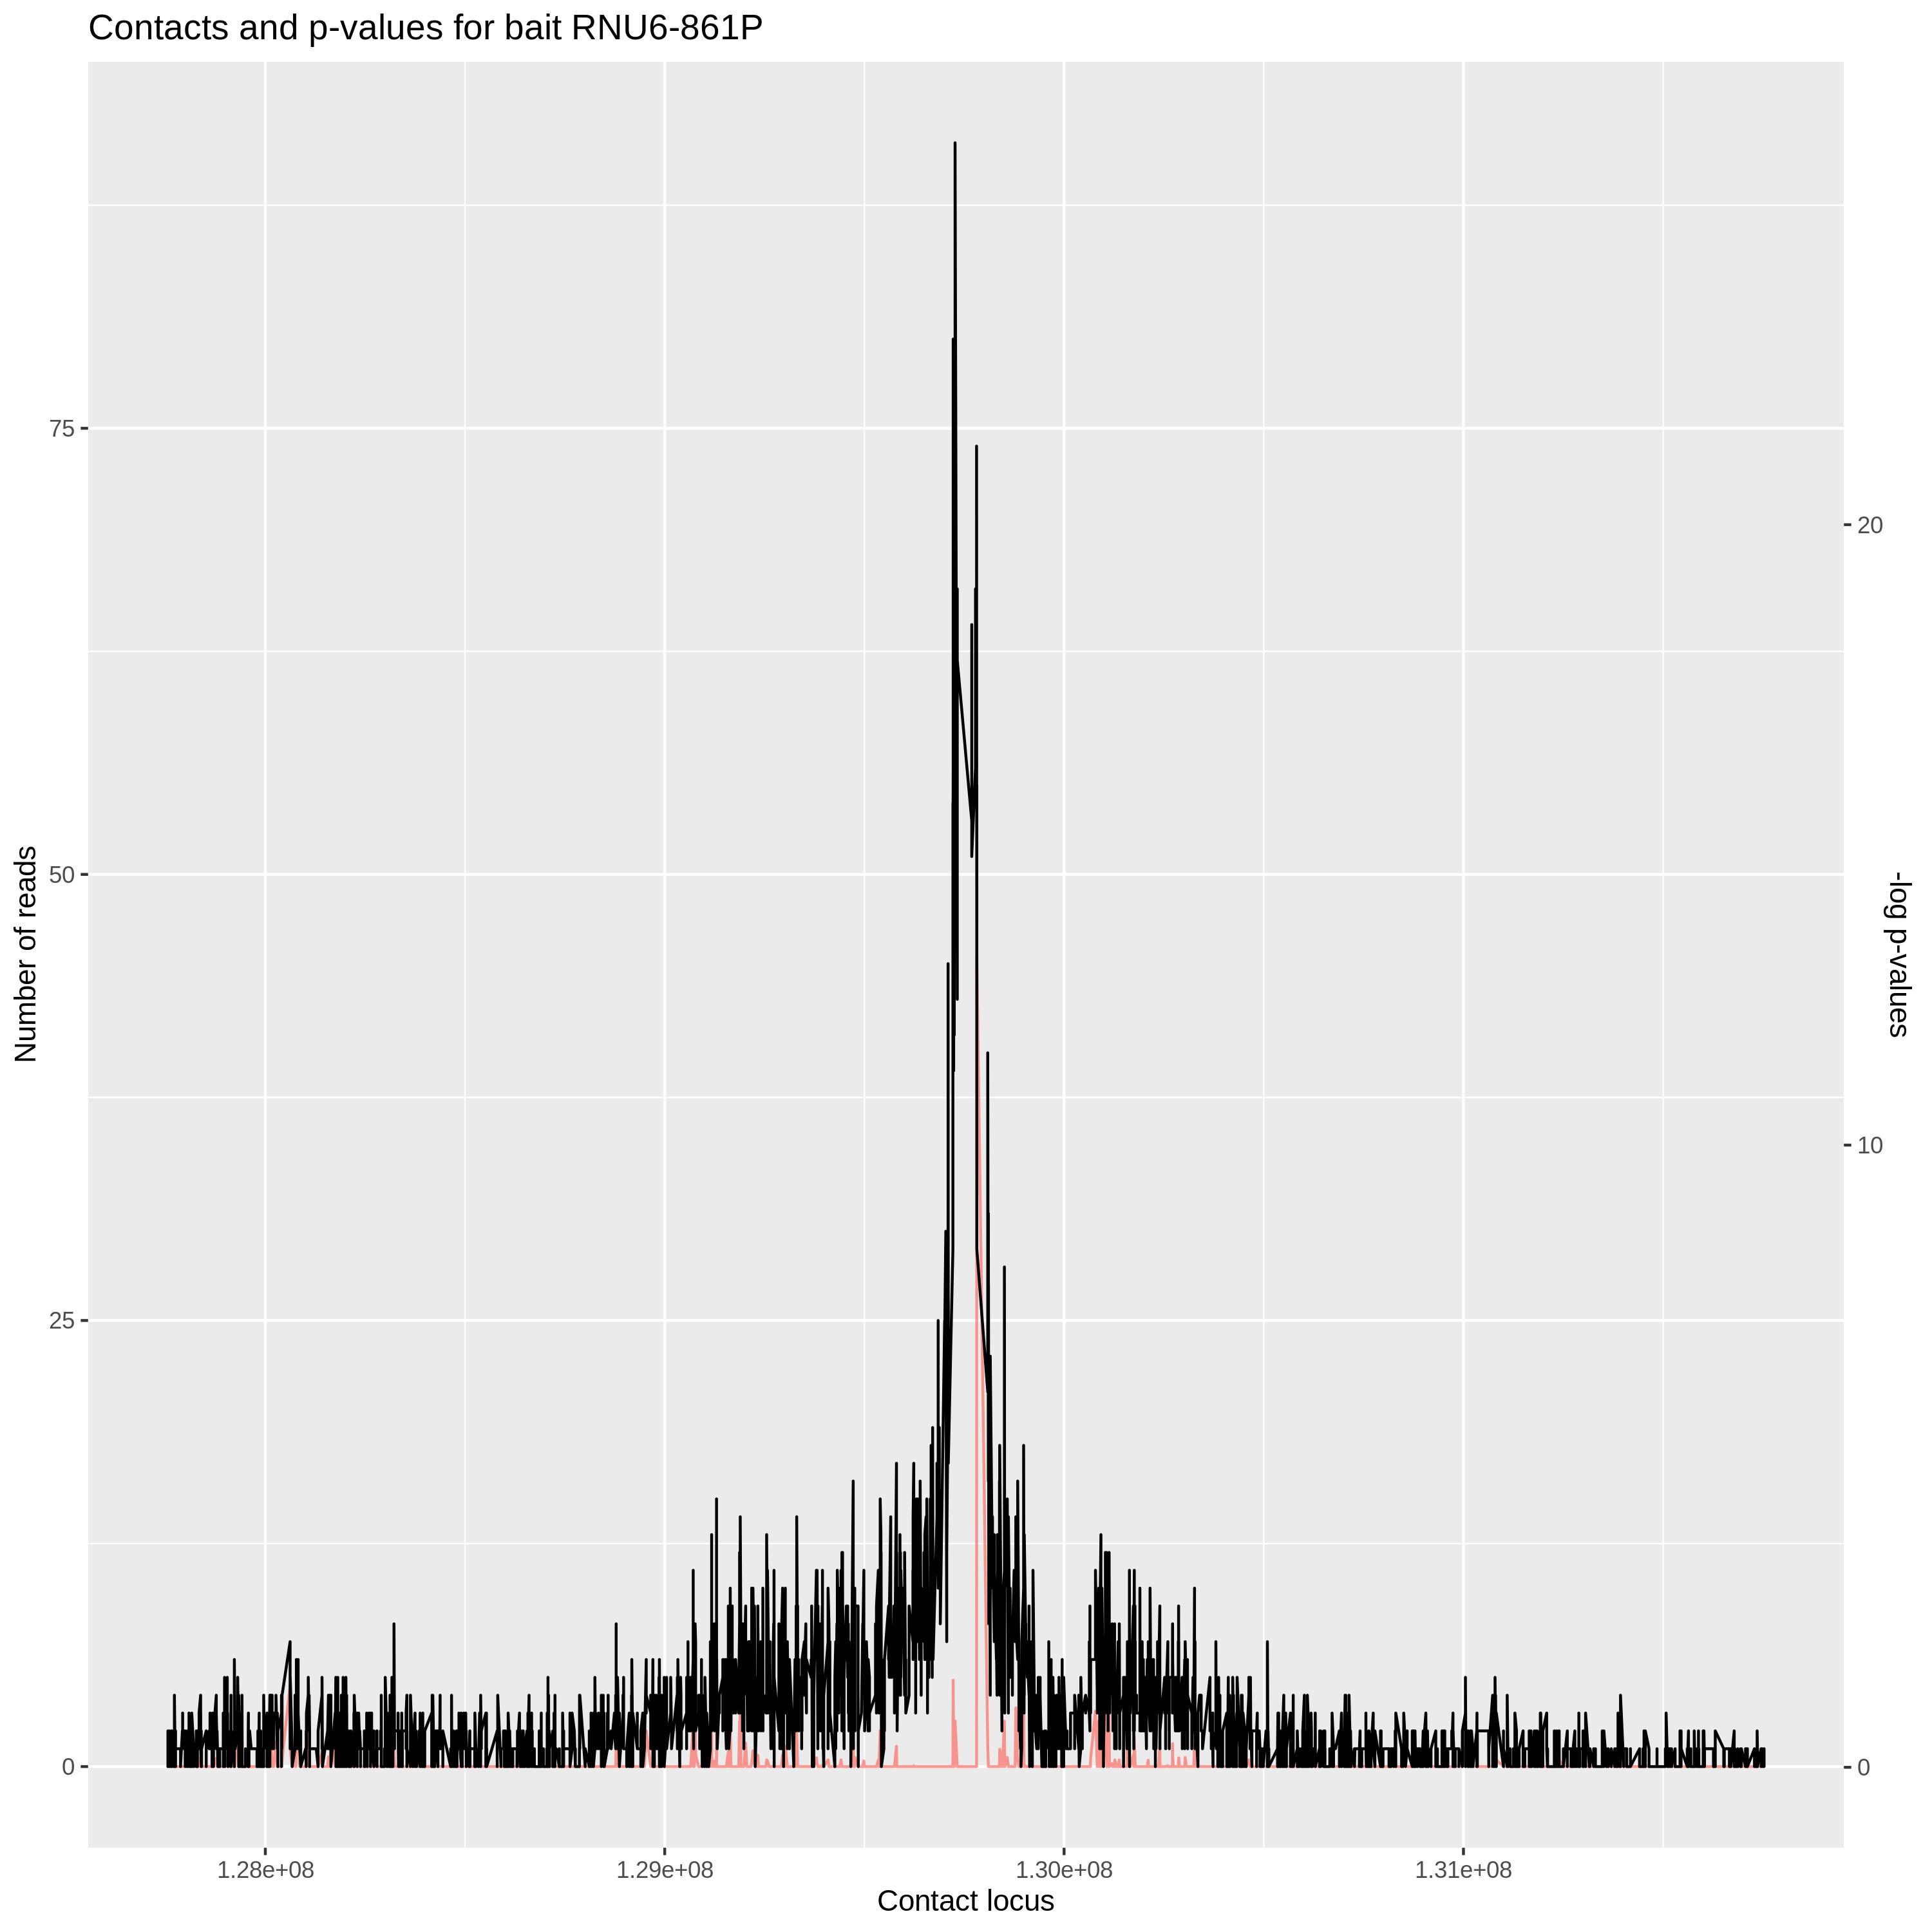 Contacts and p-values for bait RNU6-861P
Number of reads
75
50
25
0
20
10
0
-log p-values
1.28e+08
1.29e+08
1.30e+08
1.31e+08
Contact locus